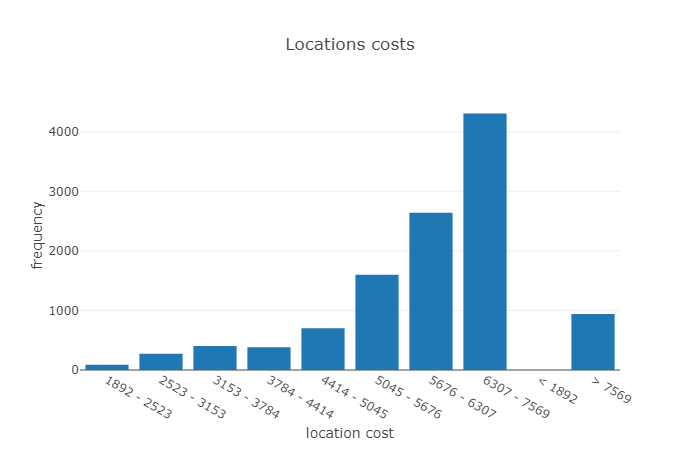 Locations costs
4000
3000
2000
1000
0
frequency
1892 - 2523
2523 - 3153
3153 - 3784
3784 - 4414
4414 - 5045
5045 - 5676
5676 - 6307
6307 - 7569
< 1892
> 7569
location cost